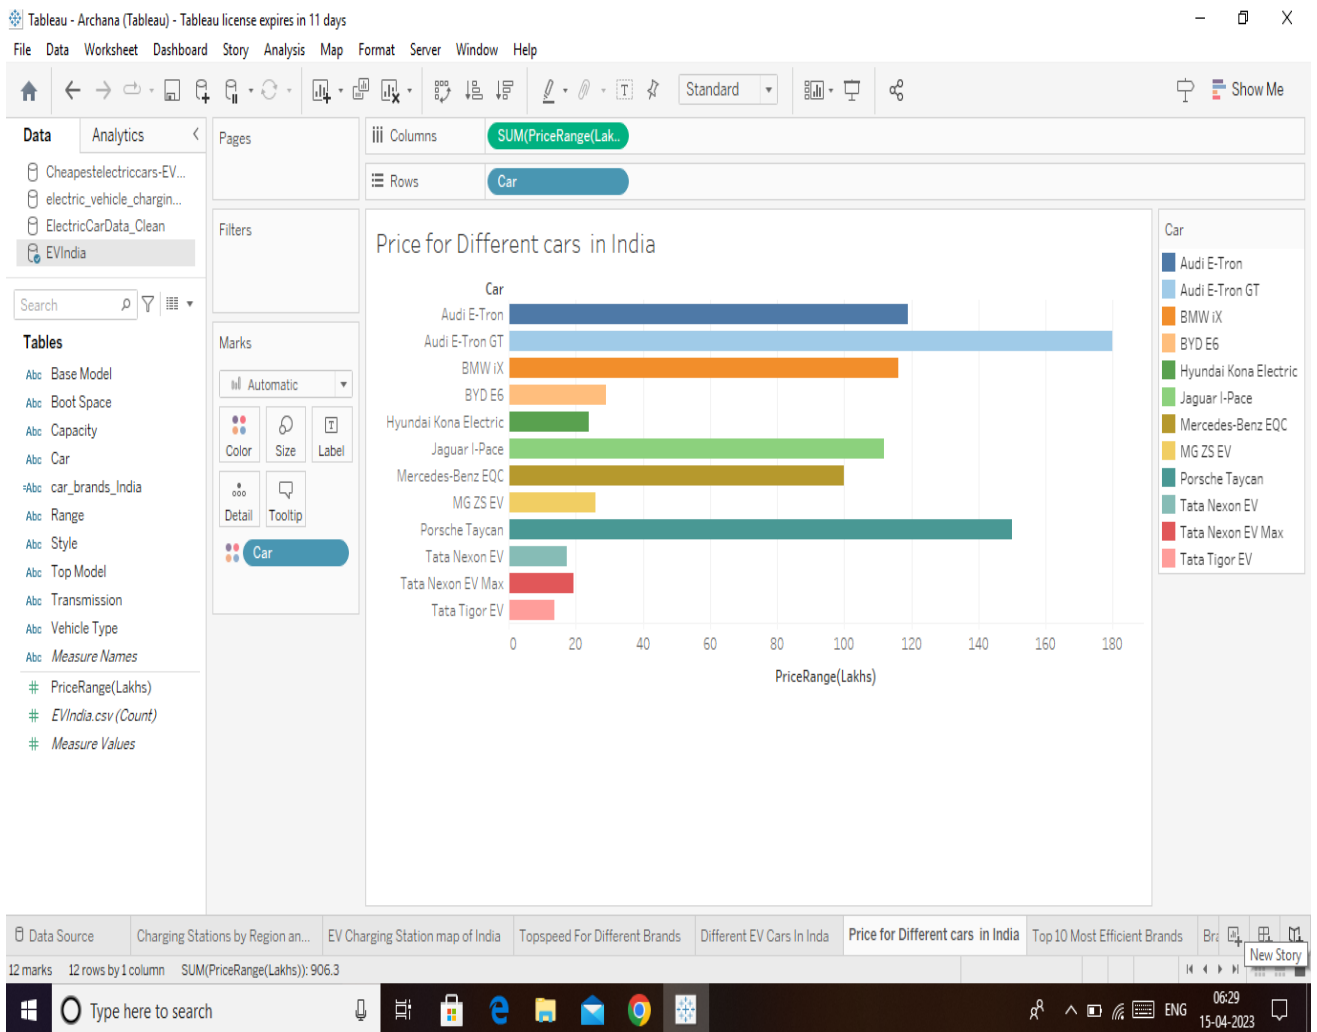 Tableau - Archana (Tableau) - Tableau license expires in 11 days
File Data Worksheet Dashboard Story Analysis Map Format Server Window Help
Standard
Show Me
Data Analytics
Cheapestelectriccars-EV...
electric_vehicle_chargin...
ElectricCarData_Clean
EVIndia
Search
Tables
Abc Base Model
Abc Boot Space
Abc Capacity
Abc Car
=Abc car_brands_India
Abc Range
Abc Style
Abc Top Model
Abc Transmission
Abc Vehicle Type
Abc Measure Names
# PriceRange(Lakhs)
# EVIndia.csv (Count)
# Measure Values
Pages
Filters
Marks
Automatic
Color Size Label
Detail Tooltip
Car
Columns SUM(PriceRange(Lak..
Rows Car
Price for Different cars in India
Car
Audi E-Tron
Audi E-Tron GT
BMW iX
BYD E6
Hyundai Kona Electric
Jaguar I-Pace
Mercedes-Benz EQC
MG ZS EV
Porsche Taycan
Tata Nexon EV
Tata Nexon EV Max
Tata Tigor EV
0 20 40 60 80 100 120 140 160 180
PriceRange(Lakhs)
Car
Audi E-Tron
Audi E-Tron GT
BMW iX
BYD E6
Hyundai Kona Electric
Jaguar I-Pace
Mercedes-Benz EQC
MG ZS EV
Porsche Taycan
Tata Nexon EV
Tata Nexon EV Max
Tata Tigor EV
Data Source Charging Stations by Region an... EV Charging Station map of India Topspeed For Different Brands Different EV Cars In Inda Price for Different cars in India Top 10 Most Efficient Brands
New Story
12 marks 12 rows by 1 column SUM(PriceRange(Lakhs)): 906.3
Type here to search
ENG
06:29
15-04-2023